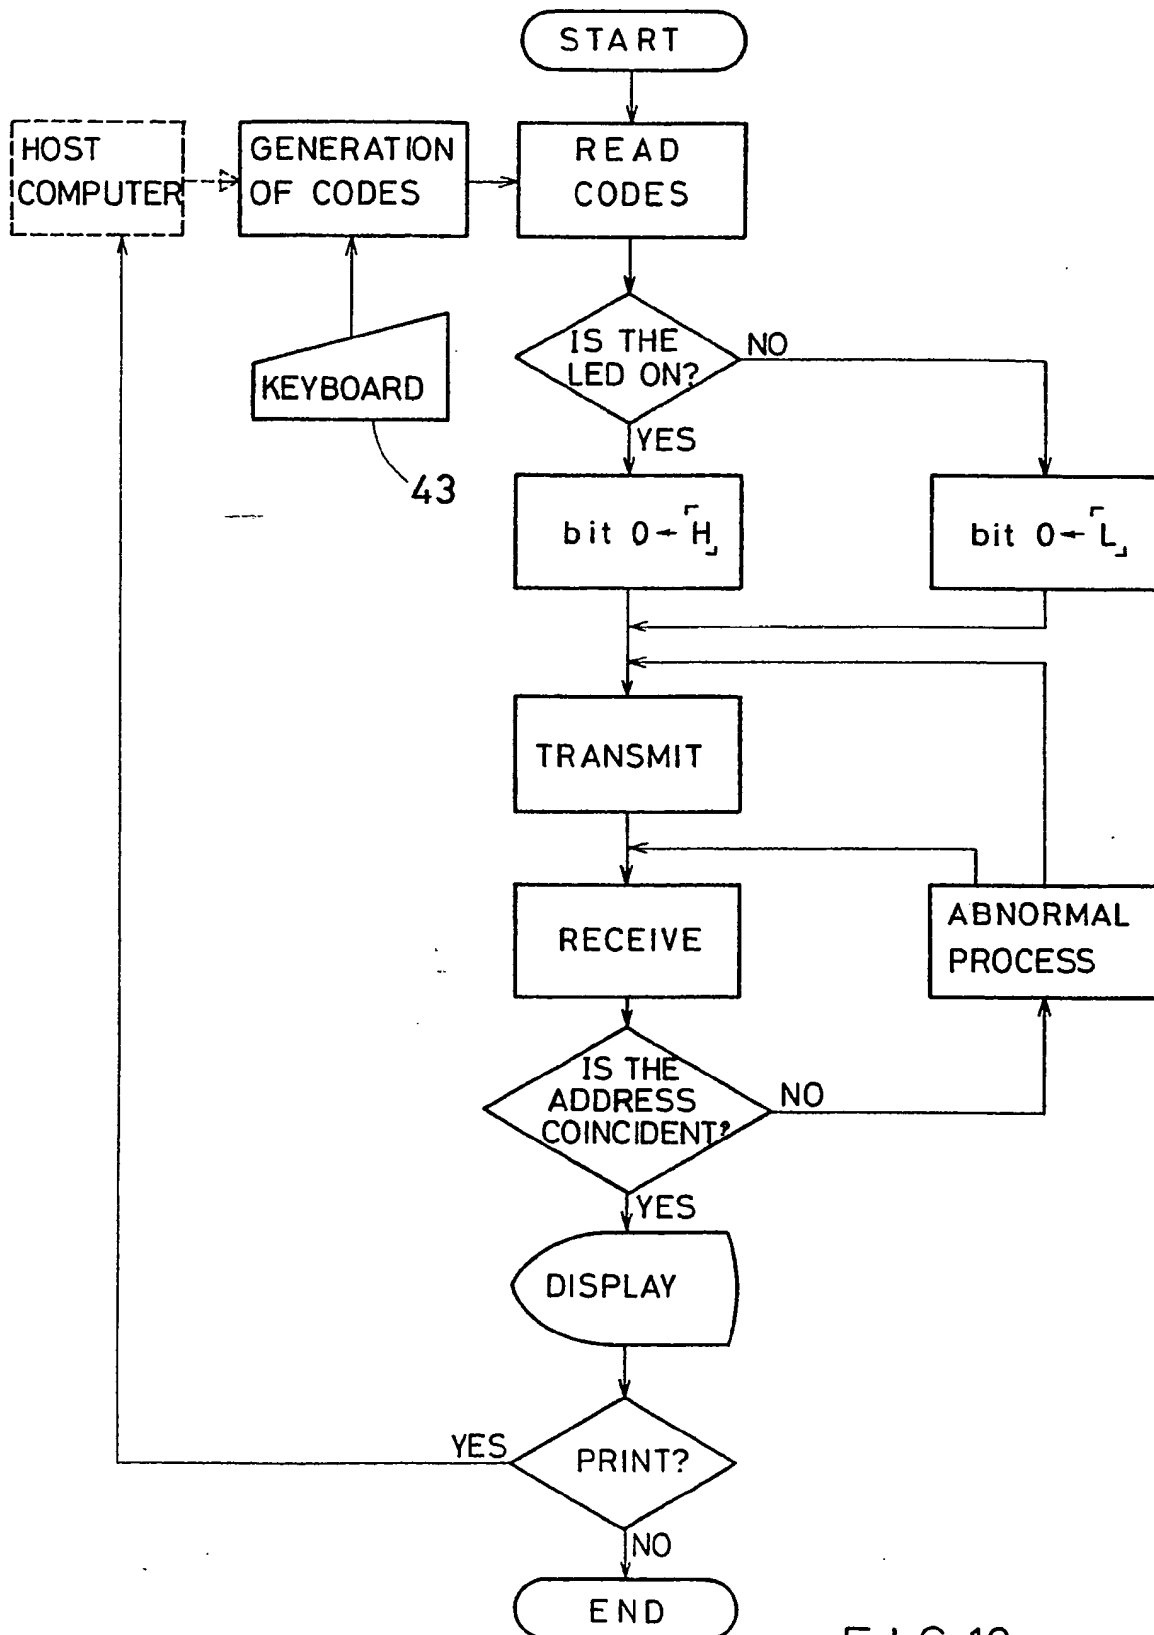 START
HOST
COMPUTER
GENERATION
OF CODES
READ
CODES
KEYBOARD
43
IS THE
LED ON?
NO
YES
bit 0←「H」
bit 0←「L」
TRANSMIT
RECEIVE
ABNORMAL
PROCESS
IS THE
ADDRESS
COINCIDENT?
NO
YES
DISPLAY
PRINT?
YES
NO
END